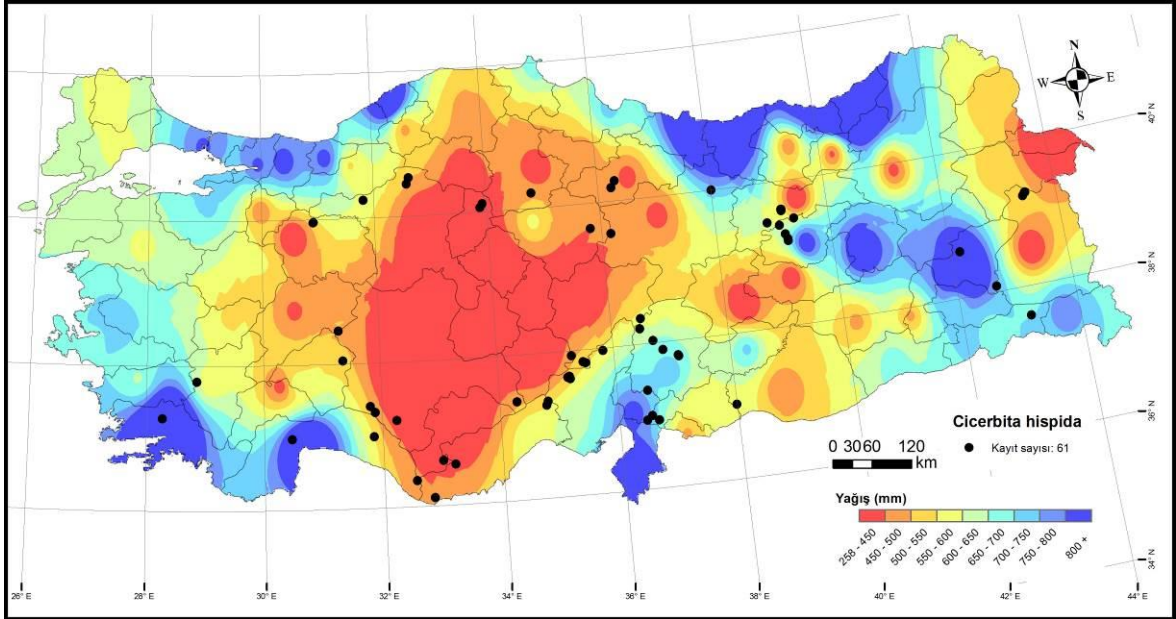 N
W E
S
40° N
38° N
36° N
34° N
Cicerbita hispida
Kayıt sayısı: 61
0 30 60 120
km
Yağış (mm)
258 - 450
450 - 500
500 - 550
550 - 600
600 - 650
650 - 700
700 - 750
750 - 800
800 +
26° E 28° E 30° E 32° E 34° E 36° E 38° E 40° E 42° E 44° E